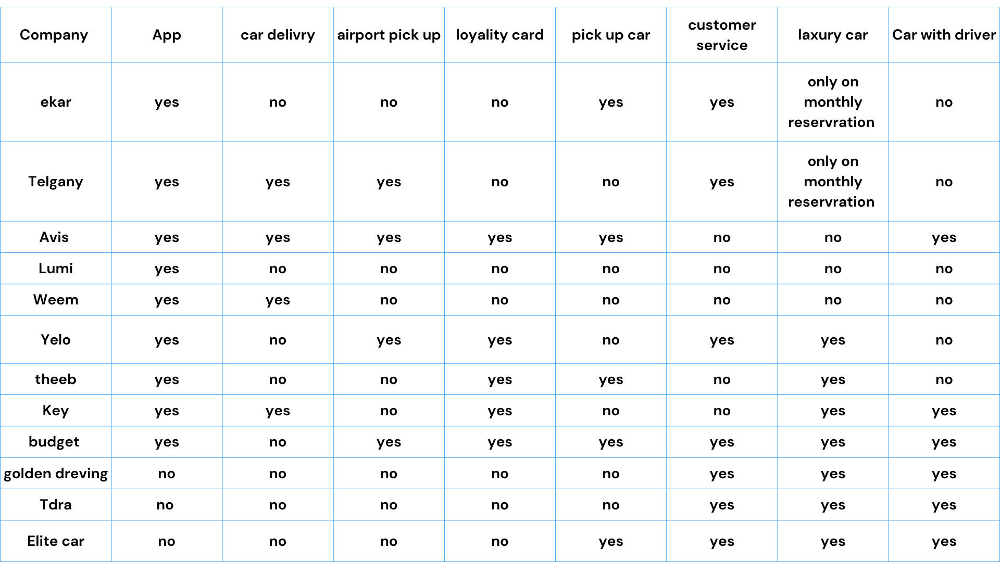 Company App car delivry airport pick up loyality card pick up car customer service laxury car Car with driver
ekar yes no no no yes yes only on monthly reservration no
Telgany yes yes yes no no yes only on monthly reservration no
Avis yes yes yes yes yes no no yes
Lumi yes no no no no no no no
Weem yes yes no no no no no no
Yelo yes no yes yes no yes yes no
theeb yes no no yes yes no yes no
Key yes yes no yes no no yes yes
budget yes no yes yes yes yes yes yes
golden dreving no no no no no yes yes yes
Tdra no no no no no yes yes yes
Elite car no no no no yes yes yes yes